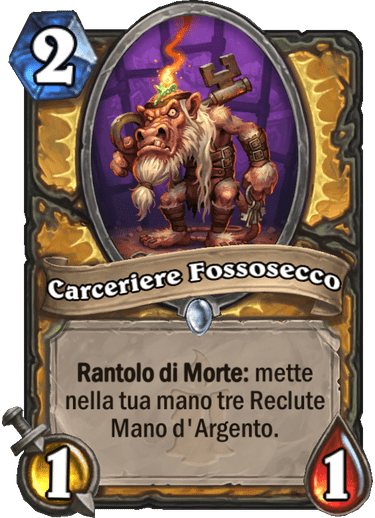 2
Carceriere Fossosecco
Rantolo di Morte: mette
nella tua mano tre Reclute
Mano d'Argento.
1
1